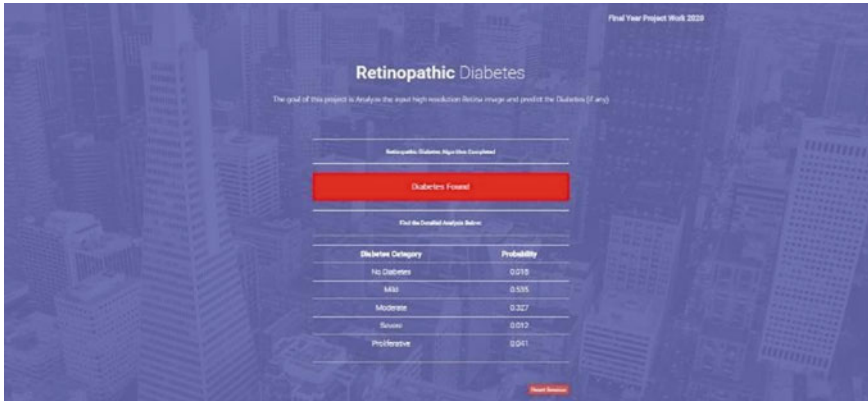 Final Year Project Work 2020
Retinopathic Diabetes
The goal of this project is Analyse the input high resolution Retina image and predict the Diabetes (if any)
Retinopathic Diabetes Algorithm Completed
Diabetes Found
Find the Detailed Analysis Below
Diabetes Category Probability
No Diabetes 0.018
Mild 0.535
Moderate 0.327
Severe 0.012
Proliferative 0.041
Reset Session